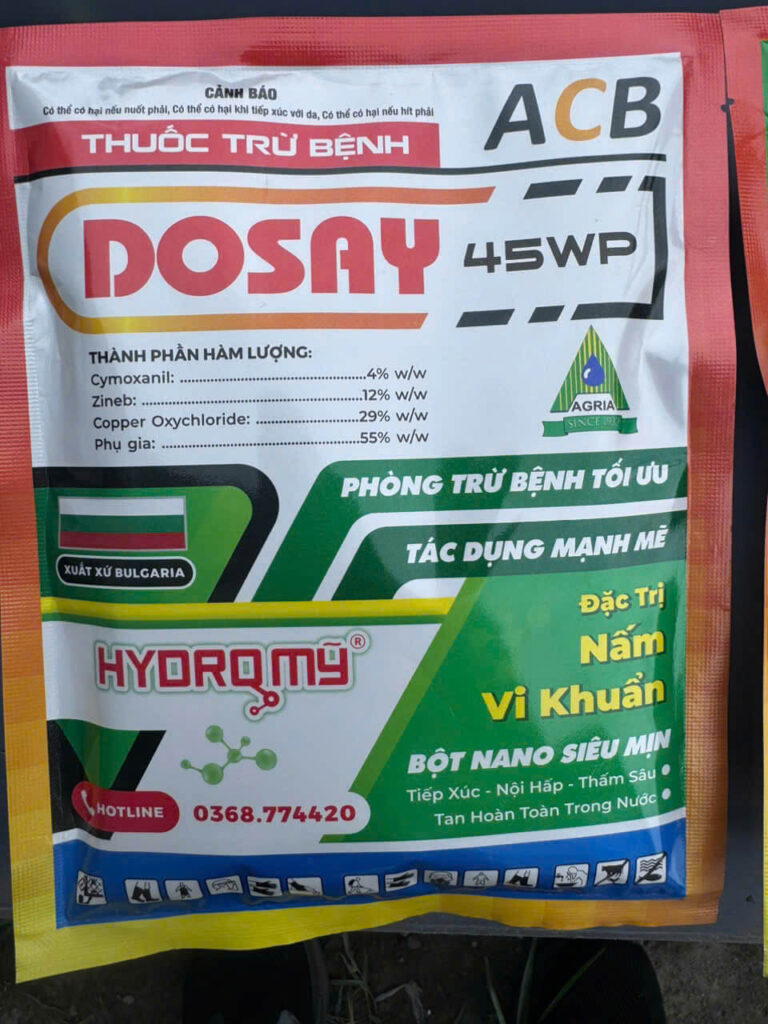 CẢNH BÁO
Có thể có hại nếu nuốt phải, Có thể có hại khi tiếp xúc với da, Có thể có hại nếu hít phải
ACB
THUỐC TRỪ BỆNH
DOSAY
45WP
THÀNH PHẦN HÀM LƯỢNG:
Cymoxanil: ........................................4% w/w
Zineb: ...............................................12% w/w
Copper Oxychloride: ............................29% w/w
Phụ gia: ............................................55% w/w
AGRIA
SINCE
PHÒNG TRỪ BỆNH TỐI ƯU
TÁC DỤNG MẠNH MẼ
XUẤT XỨ BULGARIA
Đặc Trị
Nấm
Vi Khuẩn
HYDROMỸ®
BỘT NANO SIÊU MỊN
Tiếp Xúc - Nội Hấp - Thấm Sâu •
Tan Hoàn Toàn Trong Nước •
HOTLINE 0368.774420